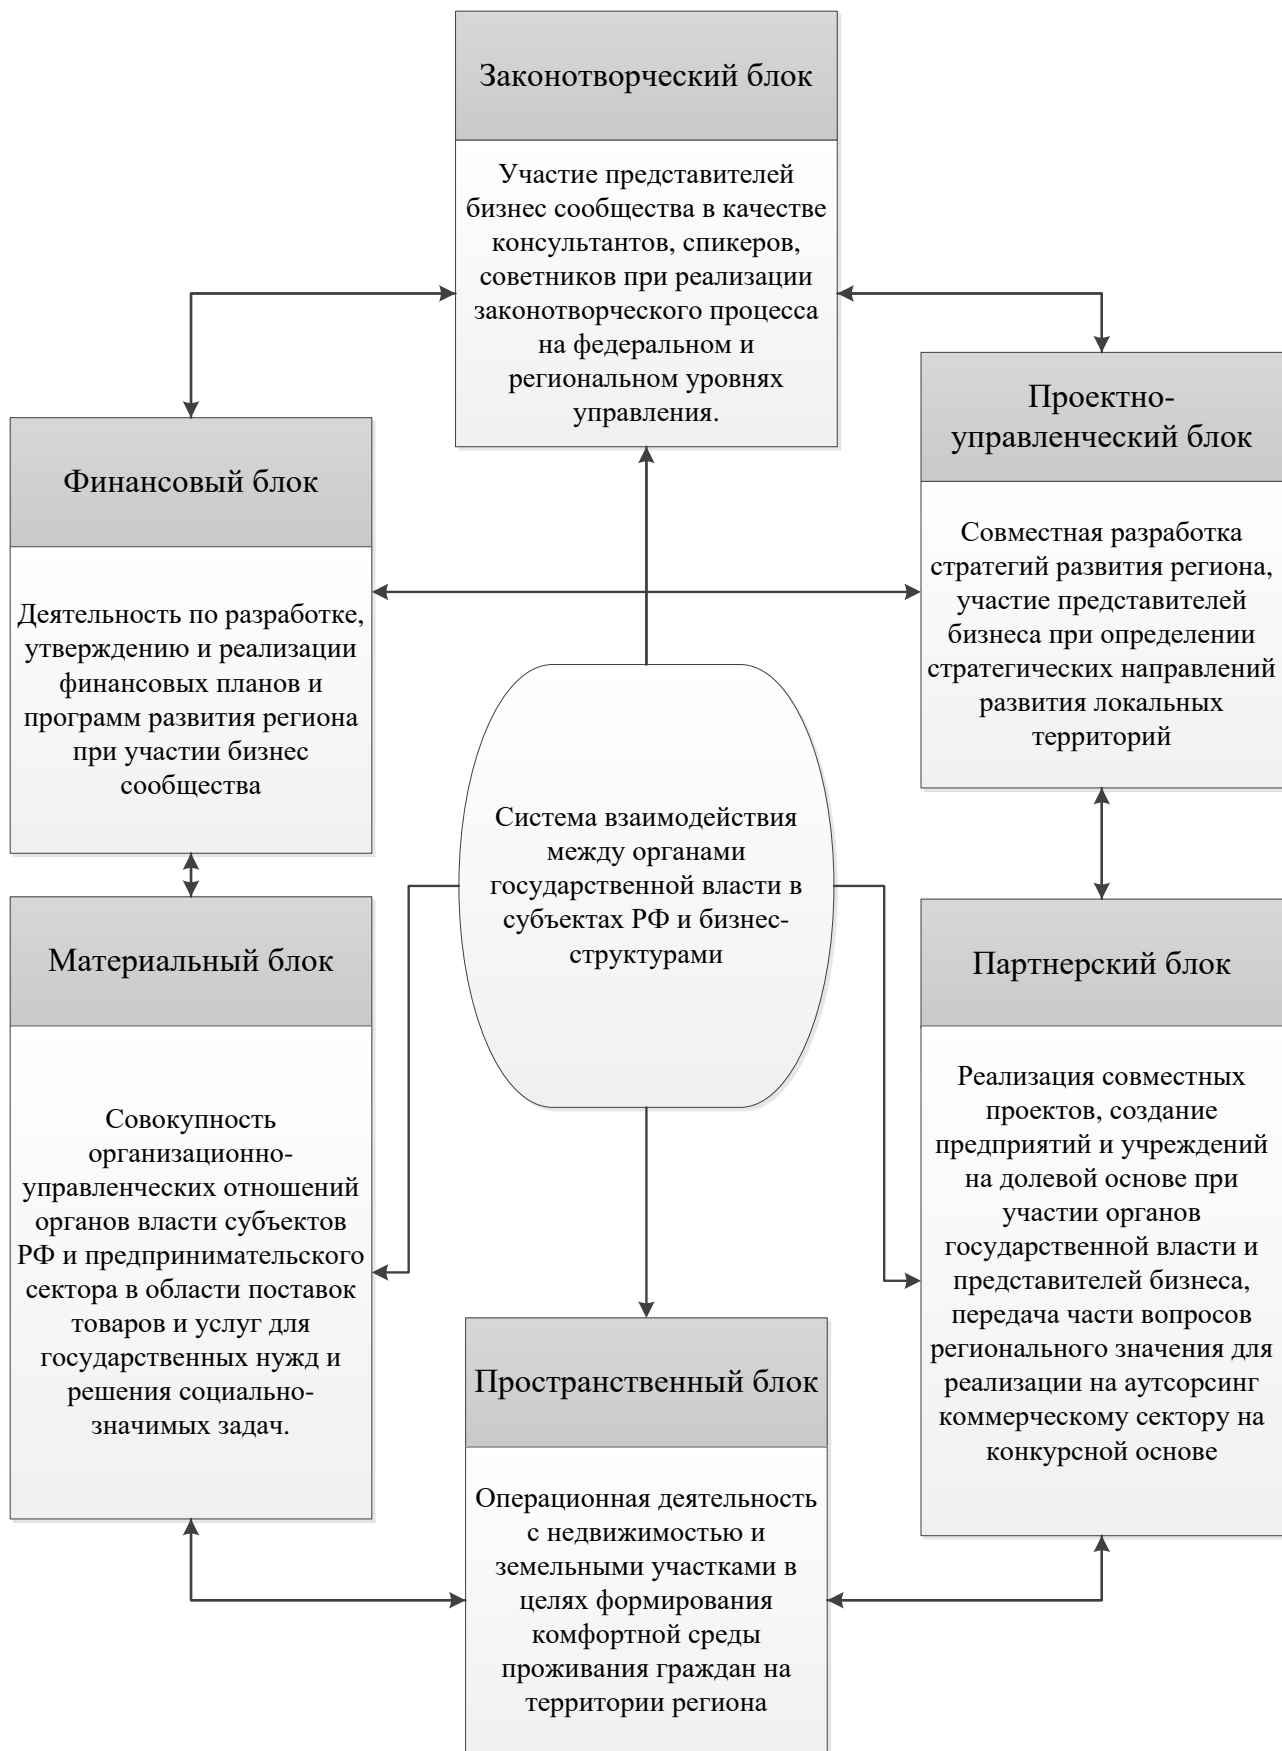 Законотворческий блок
Участие представителей
бизнес сообщества в качестве
консультантов, спикеров,
советников при реализации
законотворческого процесса
на федеральном и
региональном уровнях
управления.
Проектно-
управленческий блок
Совместная разработка
стратегий развития региона,
участие представителей
бизнеса при определении
стратегических направлений
развития локальных
территорий
Финансовый блок
Деятельность по разработке,
утверждению и реализации
финансовых планов и
программ развития региона
при участии бизнес
сообщества
Система взаимодействия
между органами
государственной власти в
субъектах РФ и бизнес-
структурами
Материальный блок
Совокупность
организационно-
управленческих отношений
органов власти субъектов
РФ и предпринимательского
сектора в области поставок
товаров и услуг для
государственных нужд и
решения социально-
значимых задач.
Партнерский блок
Реализация совместных
проектов, создание
предприятий и учреждений
на долевой основе при
участии органов
государственной власти и
представителей бизнеса,
передача части вопросов
регионального значения для
реализации на аутсорсинг
коммерческому сектору на
конкурсной основе
Пространственный блок
Операционная деятельность
с недвижимостью и
земельными участками в
целях формирования
комфортной среды
проживания граждан на
территории региона